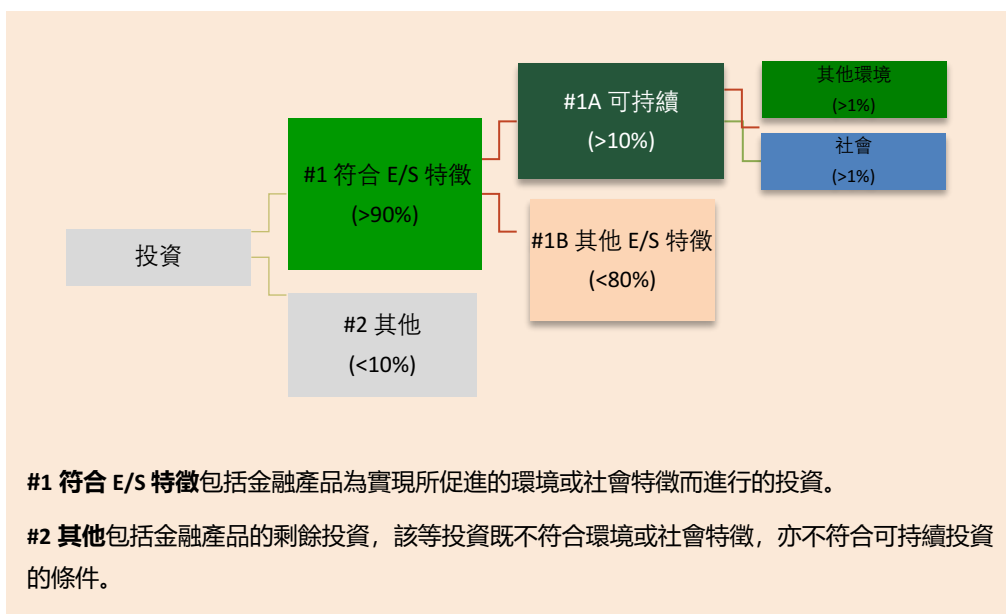 其他環境
(>1%)
#1A 可持續
(>10%)
社會
(>1%)
#1 符合 E/S 特徵
(>90%)
#1B 其他 E/S 特徵
(<80%)
投資
#2 其他
(<10%)
#1 符合 E/S 特徵包括金融產品為實現所促進的環境或社會特徵而進行的投資。
#2 其他包括金融產品的剩餘投資，該等投資既不符合環境或社會特徵，亦不符合可持續投資
的條件。